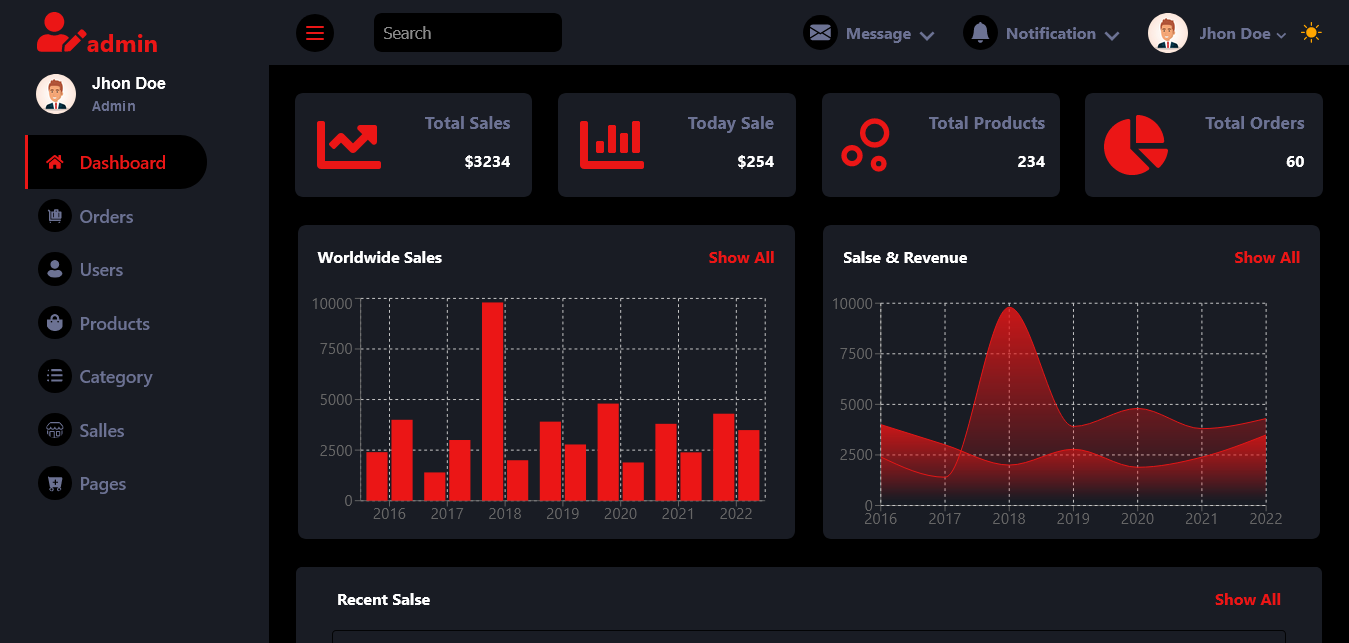 admin
Search
Message
Notification
Jhon Doe
Jhon Doe
Admin
Dashboard
Orders
Users
Products
Category
Salles
Pages
Total Sales
$3234
Today Sale
$254
Total Products
234
Total Orders
60
Worldwide Sales
Show All
10000
7500
5000
2500
0
2016 2017 2018 2019 2020 2021 2022
Salse & Revenue
Show All
10000
7500
5000
2500
0
2016 2017 2018 2019 2020 2021 2022
Recent Salse
Show All